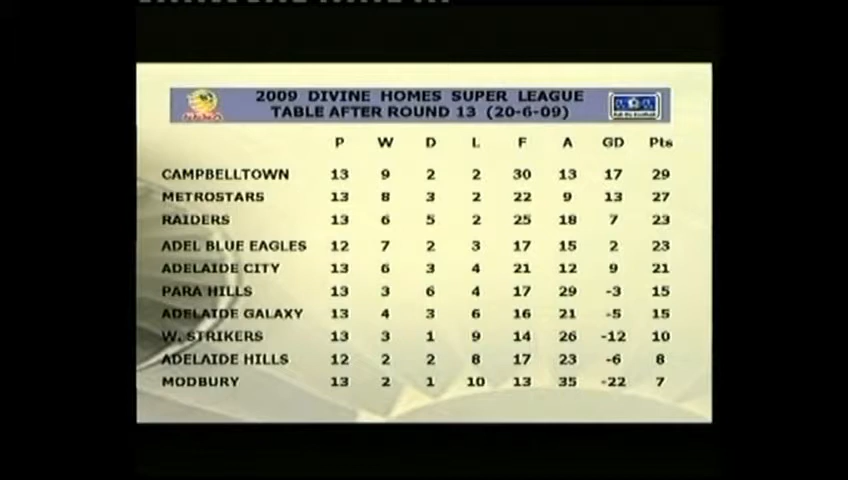 2009 DIVINE HOMES SUPER LEAGUE
TABLE AFTER ROUND 13 (20-6-09)
P W D L F A GD Pts
CAMPBELLTOWN 13 9 2 2 30 13 17 29
METROSTARS 13 8 3 2 22 9 13 27
RAIDERS 13 6 5 2 25 18 7 23
ADEL BLUE EAGLES 12 7 2 3 17 15 2 23
ADELAIDE CITY 13 6 3 4 21 12 9 21
PARA HILLS 13 3 6 4 17 29 -3 15
ADELAIDE GALAXY 13 4 3 6 16 21 -5 15
W. STRIKERS 13 3 1 9 14 26 -12 10
ADELAIDE HILLS 12 2 2 8 17 23 -6 8
MODBURY 13 2 1 10 13 35 -22 7